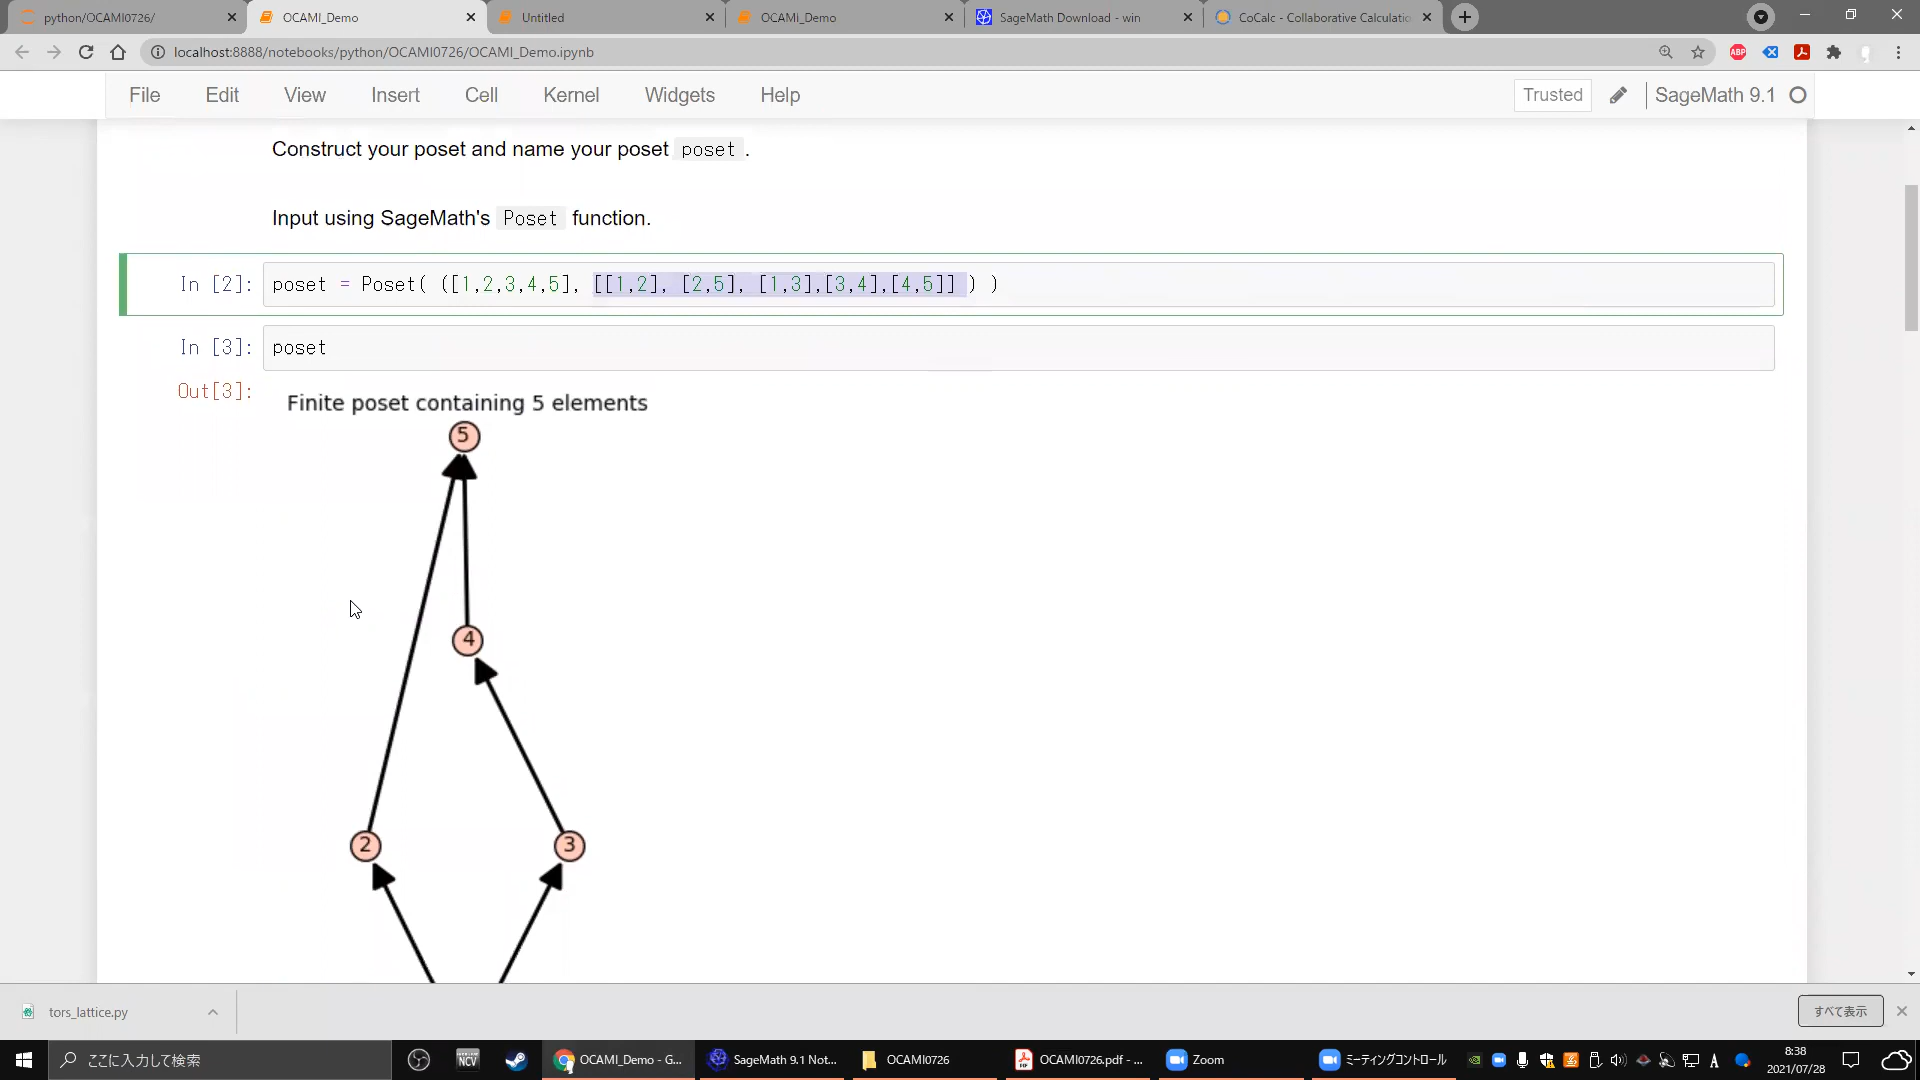 python/OCAMI0726/
OCAMI_Demo
Untitled
OCAMI_Demo
SageMath Download - win
CoCalc - Collaborative Calculatio
localhost:8888/notebooks/python/OCAMI0726/OCAMI_Demo.ipynb
ABP
File Edit View Insert Cell Kernel Widgets Help
Trusted
SageMath 9.1
Construct your poset and name your poset poset .
Input using SageMath's Poset function.
In [2]: poset = Poset( ([1,2,3,4,5], [[1,2], [2,5], [1,3],[3,4],[4,5]] ) )
In [3]: poset
Out[3]:
Finite poset containing 5 elements
5
4
2
3
tors_lattice.py
すべて表示
ここに入力して検索
NCV
OCAMI_Demo - G...
SageMath 9.1 Not...
OCAMI0726
OCAMI0726.pdf - ...
Zoom
ミーティングコントロール
A
8:38
2021/07/28